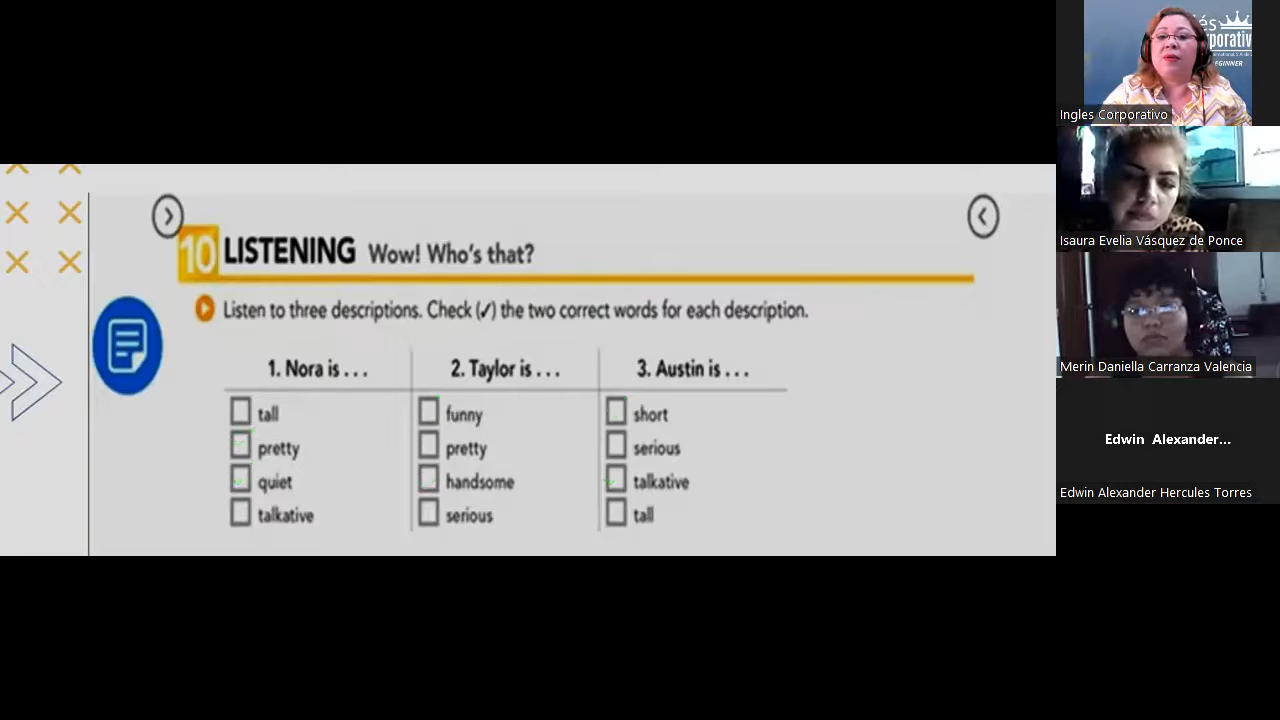 10 LISTENING Wow! Who's that?
Listen to three descriptions. Check (✓) the two correct words for each description.
1. Nora is . . .
tall
pretty
quiet
talkative
2. Taylor is . . .
funny
pretty
handsome
serious
3. Austin is . . .
short
serious
talkative
tall
Ingles Corporativo
Isaura Evelia Vásquez de Ponce
Merin Daniella Carranza Valencia
Edwin Alexander...
Edwin Alexander Hercules Torres